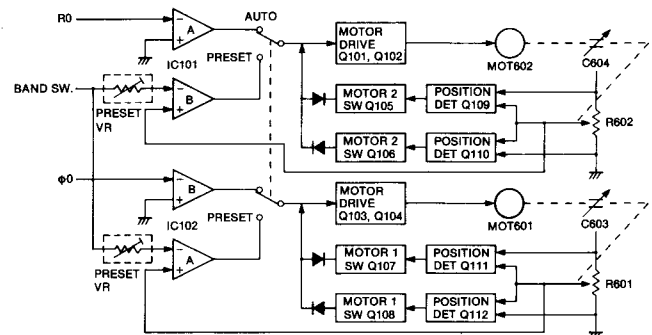 R0
A
AUTO
MOTOR
DRIVE
Q101, Q102
MOT602
C604
IC101
PRESET
BAND SW.
PRESET
VR
B
MOTOR 2
SW Q105
POSITION
DET Q109
R602
MOTOR 2
SW Q106
POSITION
DET Q110
φ0
B
MOTOR
DRIVE
Q103, Q104
MOT601
C603
IC102
PRESET
PRESET
VR
A
MOTOR 1
SW Q107
POSITION
DET Q111
R601
MOTOR 1
SW Q108
POSITION
DET Q112